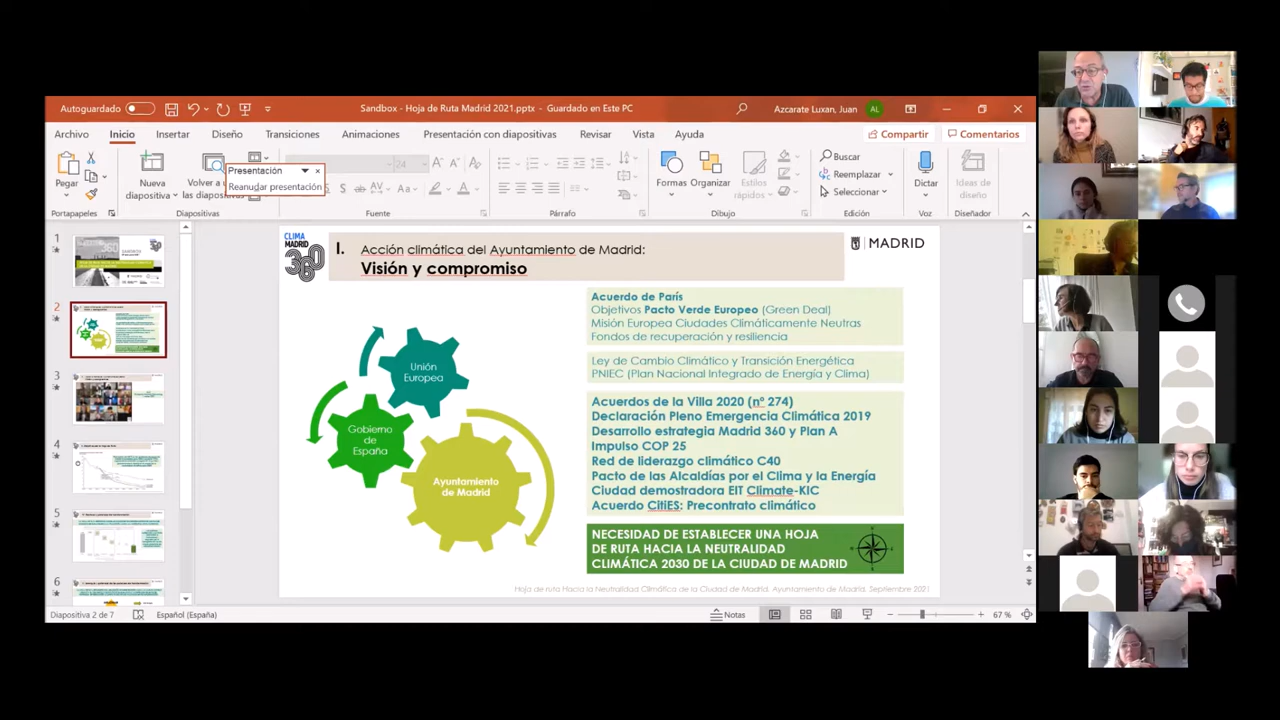 Autoguardado
Sandbox - Hoja de Ruta Madrid 2021.pptx - Guardado en Este PC
Azcarate Luxan, Juan
AL
Archivo Inicio Insertar Diseño Transiciones Animaciones Presentación con diapositivas Revisar Vista Ayuda
Compartir Comentarios
Pegar
Nueva
diapositiva
Volver a u
las diapositivas
Presentación
Reanudar presentación
24
Formas
Organizar
Estilos
rápidos
Buscar
Reemplazar
Seleccionar
Dictar
Ideas de
diseño
Portapapeles Diapositivas Fuente Párrafo Dibujo Edición Voz Diseñador
1
2
3
4
5
6
CLIMA
MADRID
360
I. Acción climática del Ayuntamiento de Madrid:
Visión y compromiso
MADRID
Unión
Europea
Gobierno
de
España
Ayuntamiento
de Madrid
Acuerdo de París
Objetivos Pacto Verde Europeo (Green Deal)
Misión Europea Ciudades Climáticamente Neutras
Fondos de recuperación y resiliencia
Ley de Cambio Climático y Transición Energética
PNIEC (Plan Nacional Integrado de Energía y Clima)
Acuerdos de la Villa 2020 (nº 274)
Declaración Pleno Emergencia Climática 2019
Desarrollo estrategia Madrid 360 y Plan A
Impulso COP 25
Red de liderazgo climático C40
Pacto de las Alcaldías por el Clima y la Energía
Ciudad demostradora EIT Climate-KIC
Acuerdo CitiES: Precontrato climático
NECESIDAD DE ESTABLECER UNA HOJA
DE RUTA HACIA LA NEUTRALIDAD
CLIMÁTICA 2030 DE LA CIUDAD DE MADRID
Hoja de ruta Hacia la Neutralidad Climática de la Ciudad de Madrid. Ayuntamiento de Madrid. Septiembre 2021
Diapositiva 2 de 7
Español (España)
Notas
67 %